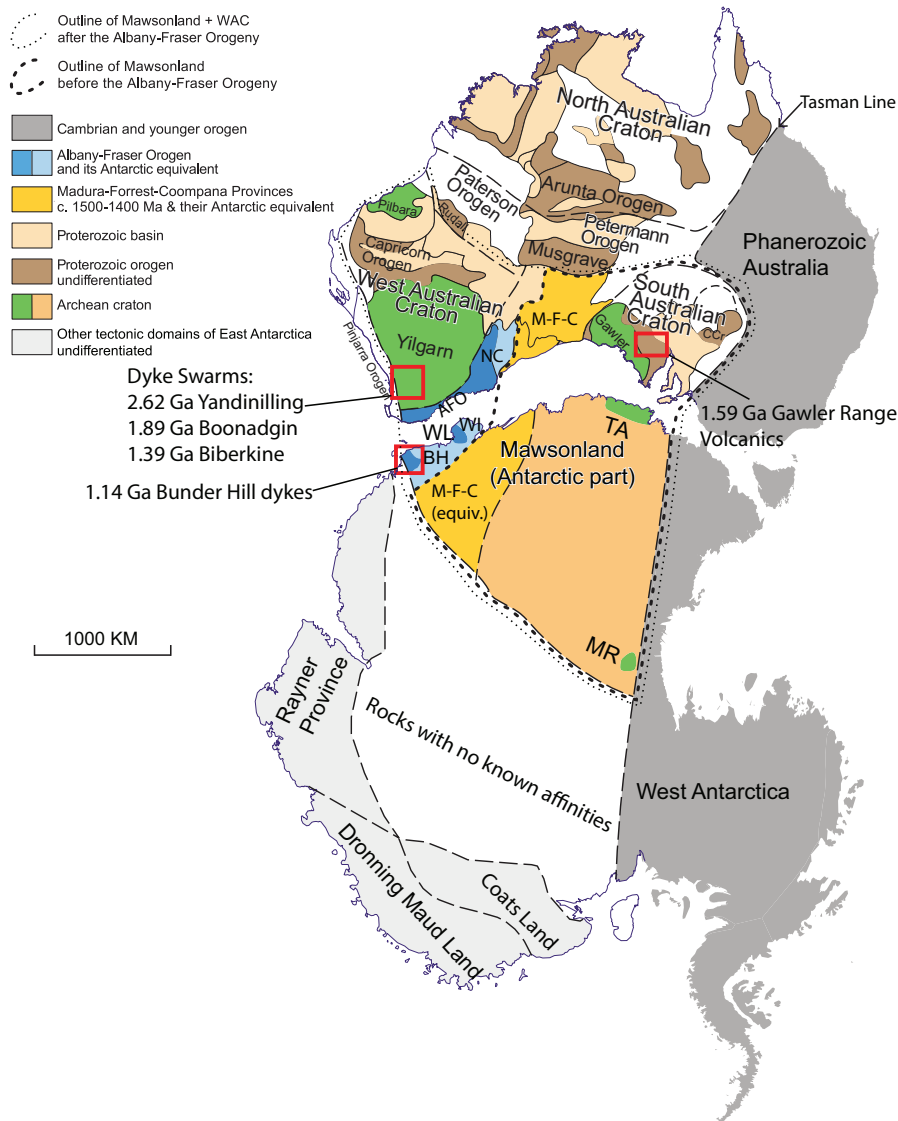 Outline of Mawsonland + WAC
after the Albany-Fraser Orogeny
Outline of Mawsonland
before the Albany-Fraser Orogeny
Cambrian and younger orogen
Albany-Fraser Orogen
and its Antarctic equivalent
Madura-Forrest-Coompana Provinces
c. 1500-1400 Ma & their Antarctic equivalent
Proterozoic basin
Proterozoic orogen
undifferentiated
Archean craton
Other tectonic domains of East Antarctica
undifferentiated
North Australian
Craton
Tasman Line
Paterson
Orogen
Arunta Orogen
Pilbara
Rudall
Petermann
Orogen
Phanerozoic
Australia
Capricorn
Orogen
Musgrave
West Australian
Craton
South
Australian
Craton
M-F-C
Gawler
CCr
Yilgarn
NC
Pinjarra Orogen
AFO
Dyke Swarms:
2.62 Ga Yandinilling
1.89 Ga Boonadgin
1.39 Ga Biberkine
1.59 Ga Gawler Range
Volcanics
WL
WI
TA
BH
Mawsonland
(Antarctic part)
1.14 Ga Bunder Hill dykes
M-F-C
(equiv.)
1000 KM
MR
Rayner
Province
Rocks with no known affinities
West Antarctica
Dronning Maud Land
Coats Land